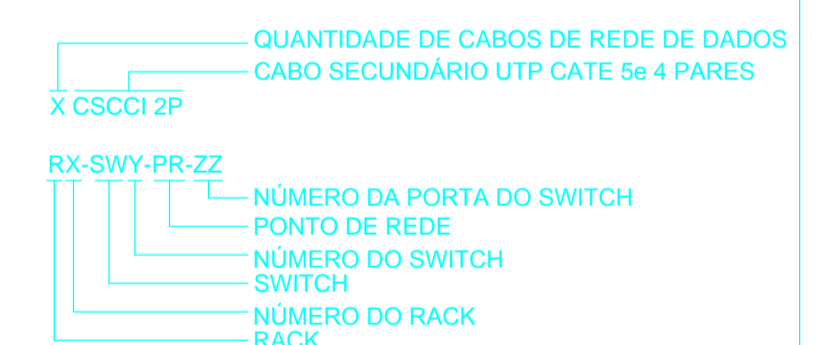 QUANTIDADE DE CABOS DE REDE DE DADOS
CABO SECUNDÁRIO UTP CATE 5e 4 PARES
X CSCCI 2P
RX-SWY-PR-ZZ
NÚMERO DA PORTA DO SWITCH
PONTO DE REDE
NÚMERO DO SWITCH
SWITCH
NÚMERO DO RACK
RACK